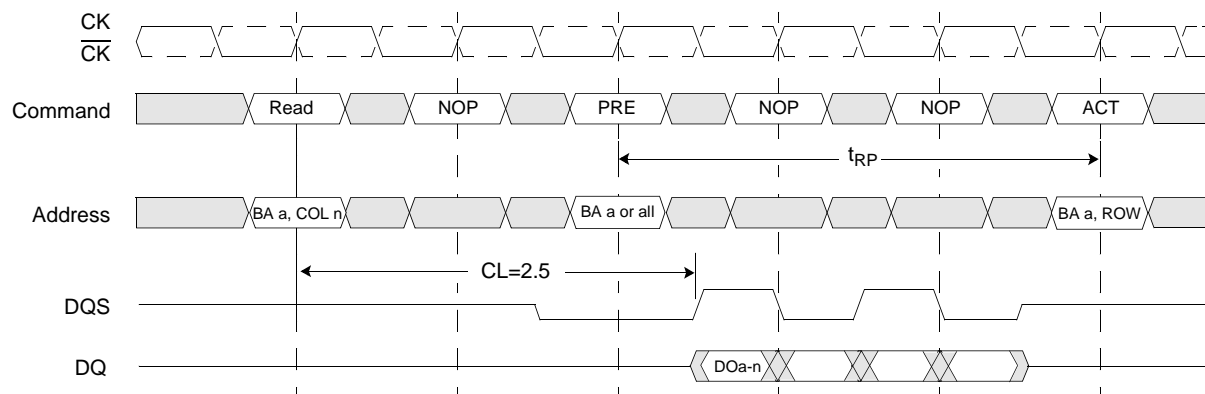 CK
CK
Command Read NOP PRE NOP NOP ACT
tRP
Address BA a, COL n BA a or all BA a, ROW
CL=2.5
DQS
DQ DOa-n